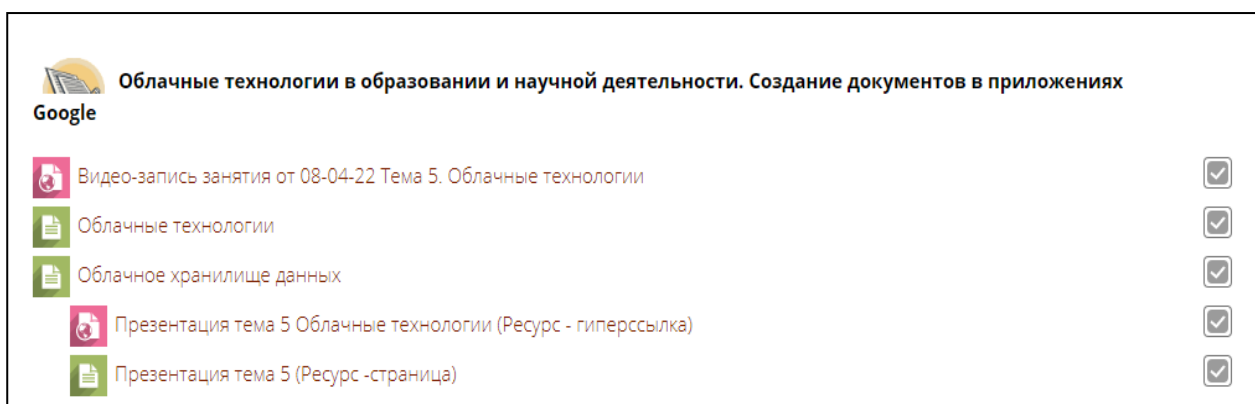 Облачные технологии в образовании и научной деятельности. Создание документов в приложениях
Google
Видео-запись занятия от 08-04-22 Тема 5. Облачные технологии
Облачные технологии
Облачное хранилище данных
Презентация тема 5 Облачные технологии (Ресурс - гиперссылка)
Презентация тема 5 (Ресурс -страница)